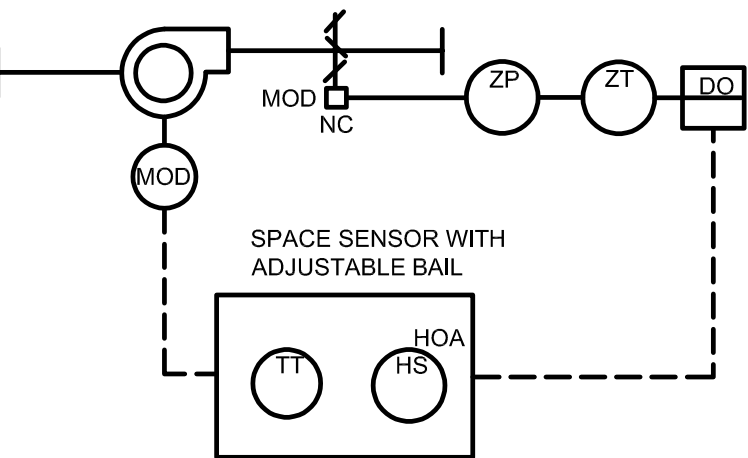 ZP
ZT
DO
MOD
NC
MOD
SPACE SENSOR WITH
ADJUSTABLE BAIL
HOA
TT
HS